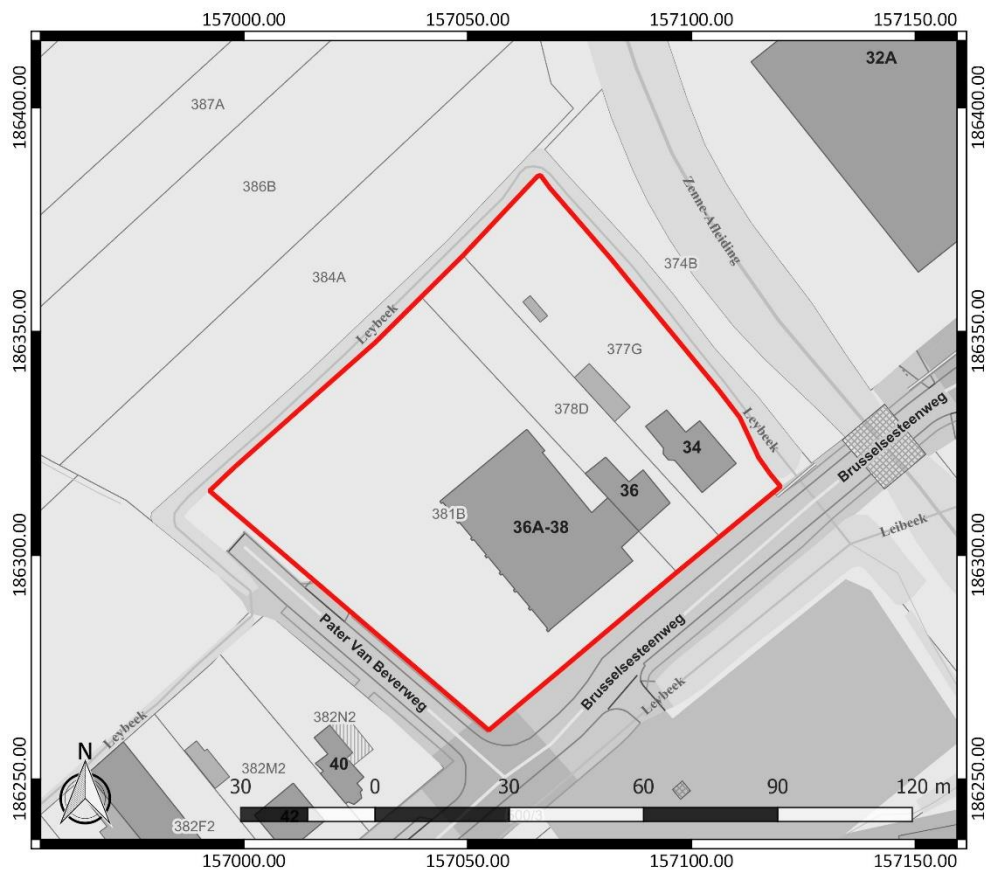 157000.00 157050.00 157100.00 157150.00
186400.00 186400.00
32A
387A
386B
Zenne-Afleiding
374B
384A
Leybeek
186350.00 186350.00
377G
378D
Leybeek
Brusselsesteenweg
34
36
381B
36A-38
Leibeek
186300.00 186300.00
Pater Van Beverweg
Brusselsesteenweg
Leybeek
Leybeek
382N2
382M2
40
N
186250.00 186250.00
30 0 30 60 90 120 m
42
382F2
157000.00 157050.00 157100.00 157150.00